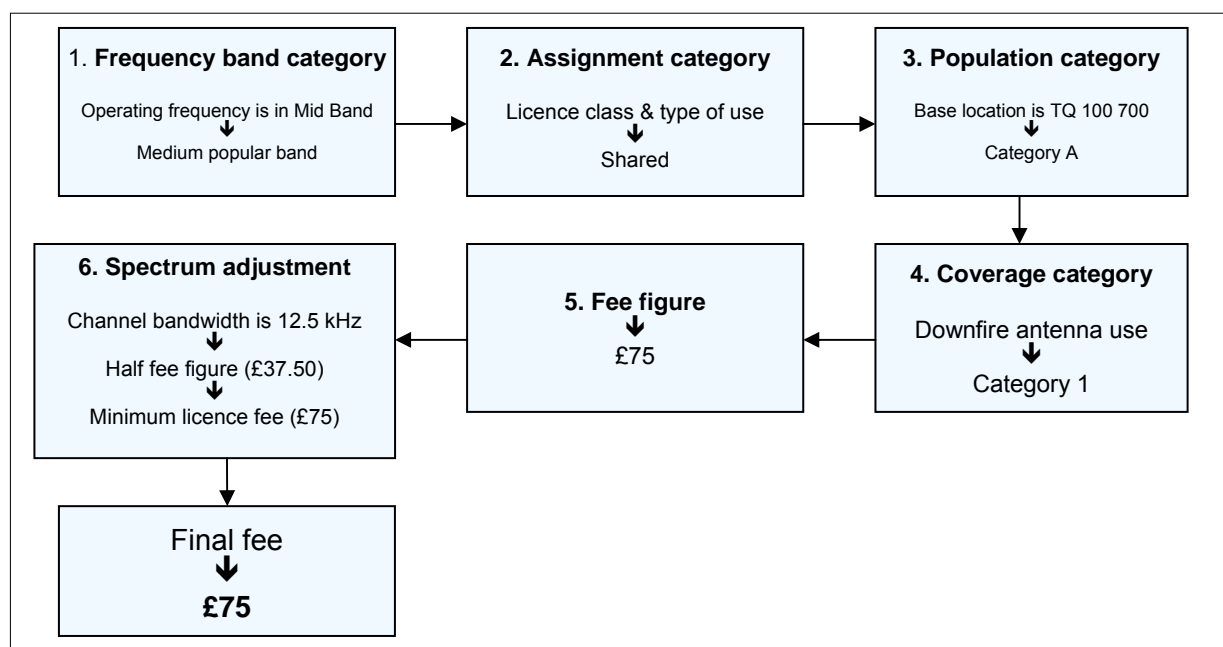 1. Frequency band category
Operating frequency is in Mid Band
Medium popular band
2. Assignment category
Licence class & type of use
Shared
3. Population category
Base location is TQ 100 700
Category A
4. Coverage category
Downfire antenna use
Category 1
5. Fee figure
£75
6. Spectrum adjustment
Channel bandwidth is 12.5 kHz
Half fee figure (£37.50)
Minimum licence fee (£75)
Final fee
£75